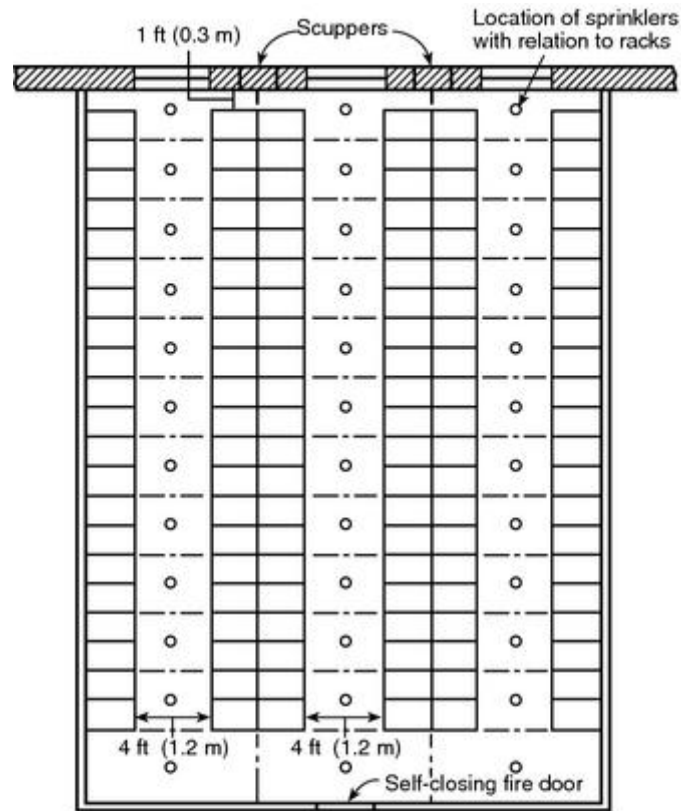 1 ft (0.3 m)
Scuppers
Location of sprinklers
with relation to racks
4 ft (1.2 m)
4 ft (1.2 m)
Self-closing fire door